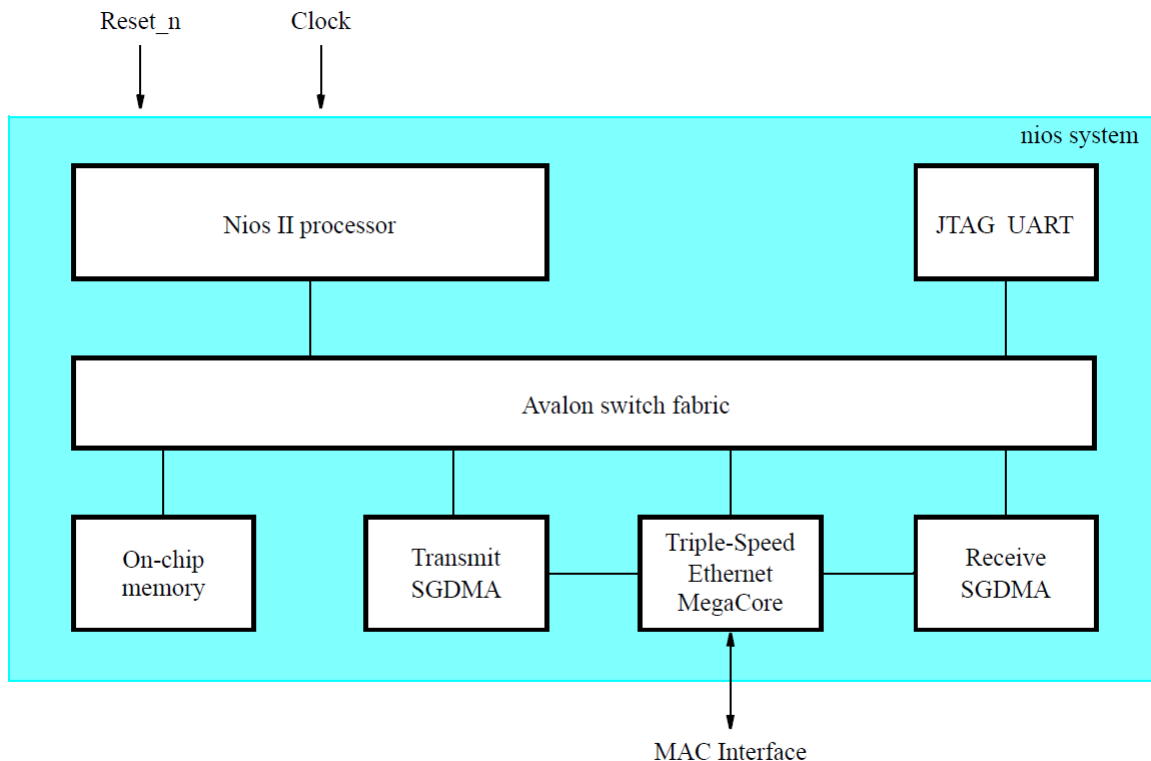 Reset_n
Clock
nios system
Nios II processor
JTAG UART
Avalon switch fabric
On-chip
memory
Transmit
SGDMA
Triple-Speed
Ethernet
MegaCore
Receive
SGDMA
MAC Interface